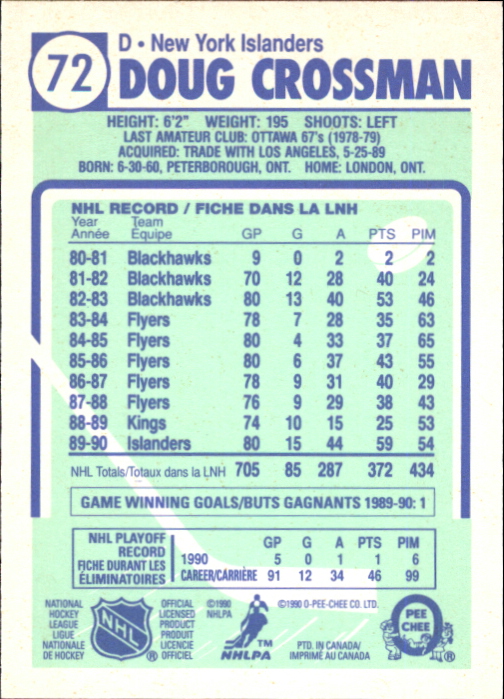 72
D • New York Islanders
DOUG CROSSMAN
HEIGHT: 6'2" WEIGHT: 195 SHOOTS: LEFT
LAST AMATEUR CLUB: OTTAWA 67's (1978-79)
ACQUIRED: TRADE WITH LOS ANGELES, 5-25-89
BORN: 6-30-60, PETERBOROUGH, ONT. HOME: LONDON, ONT.
NHL RECORD / FICHE DANS LA LNH
Year Team
Année Équipe GP G A PTS PIM
80-81 Blackhawks 9 0 2 2 2
81-82 Blackhawks 70 12 28 40 24
82-83 Blackhawks 80 13 40 53 46
83-84 Flyers 78 7 28 35 63
84-85 Flyers 80 4 33 37 65
85-86 Flyers 80 6 37 43 55
86-87 Flyers 78 9 31 40 29
87-88 Flyers 76 9 29 38 43
88-89 Kings 74 10 15 25 53
89-90 Islanders 80 15 44 59 54
NHL Totals/Totaux dans la LNH 705 85 287 372 434
GAME WINNING GOALS/BUTS GAGNANTS 1989-90: 1
NHL PLAYOFF
RECORD
FICHE DURANT LES
ÉLIMINATOIRES
GP G A PTS PIM
1990 5 0 1 1 6
CAREER/CARRIÈRE 91 12 34 46 99
NATIONAL
HOCKEY
LEAGUE
LIGUE
NATIONALE
DE HOCKEY
NHL
®
OFFICIAL
LICENSED
PRODUCT
PRODUIT
LICENCIÉ
OFFICIEL
©1990
NHLPA
TM
NHLPA
©1990 O-PEE-CHEE CO. LTD.
PTD. IN CANADA/
IMPRIMÉ AU CANADA
PEE
CHEE
®